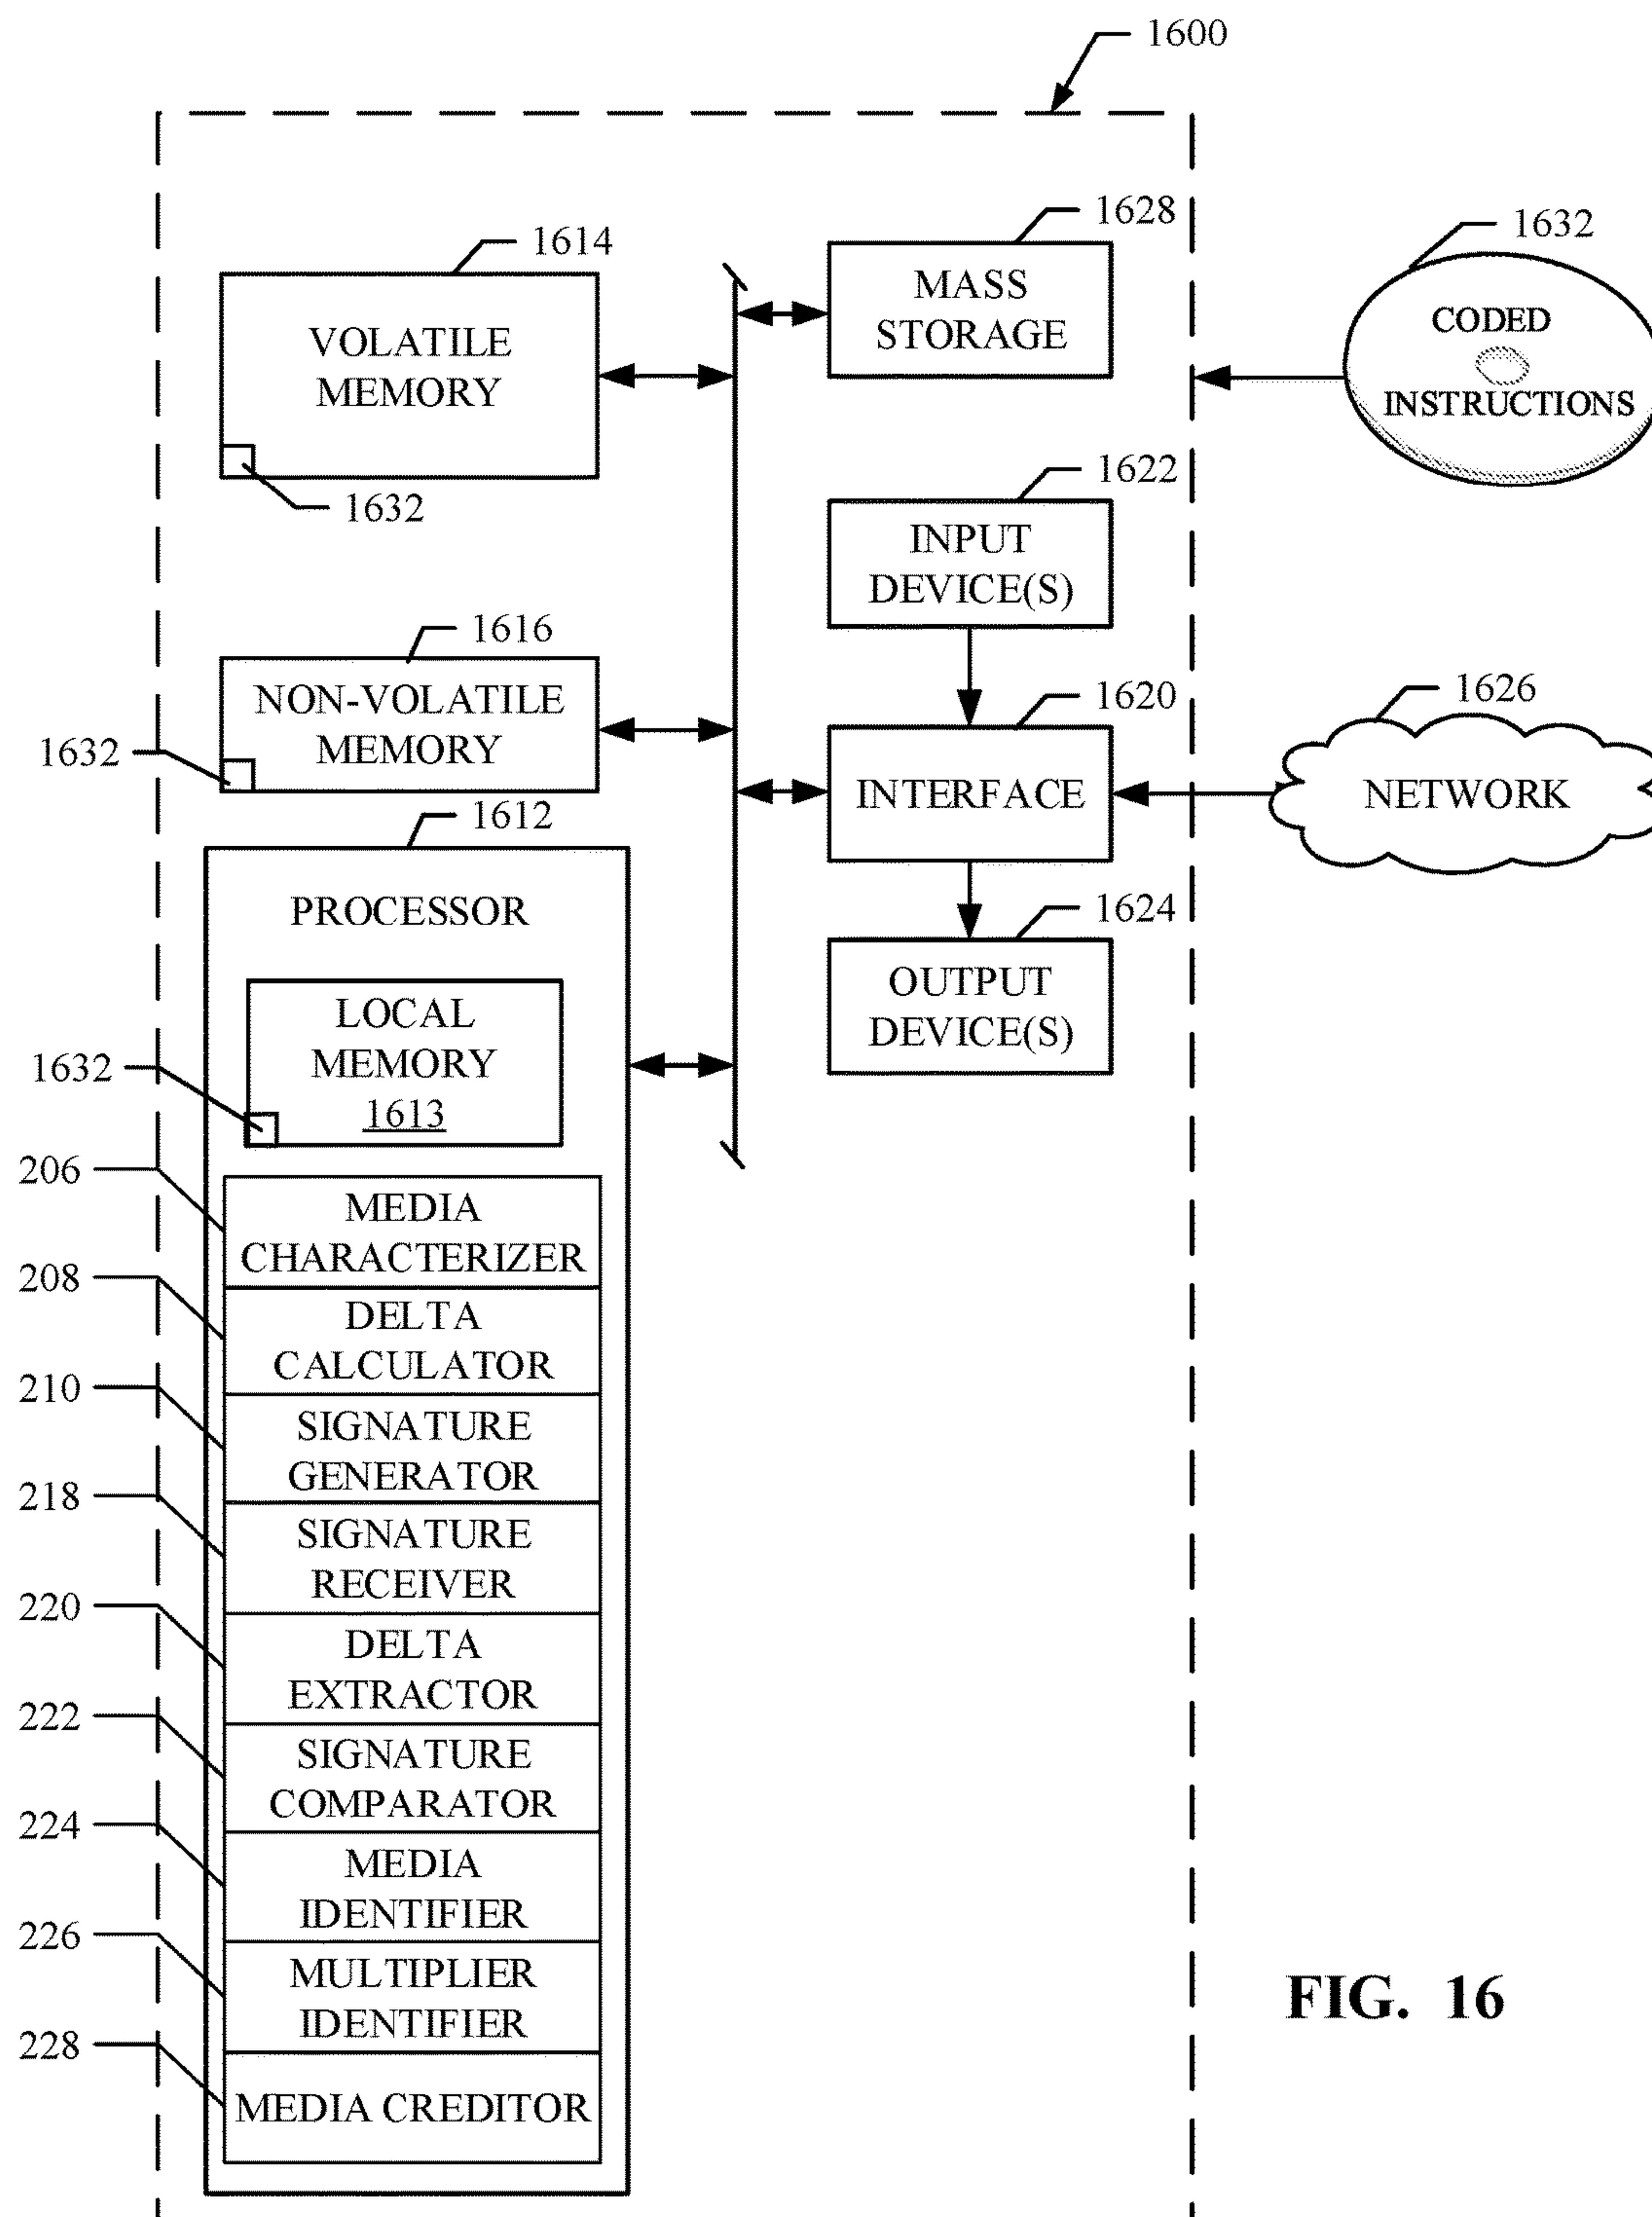 1600
1628
1614
1632
MASS
STORAGE
VOLATILE
MEMORY
CODED
INSTRUCTIONS
1632
1622
INPUT
DEVICE(S)
1616
NON-VOLATILE
MEMORY
1632
1620
INTERFACE
1626
NETWORK
1612
PROCESSOR
1624
OUTPUT
DEVICE(S)
LOCAL
MEMORY
1613
1632
206
MEDIA
CHARACTERIZER
208
DELTA
CALCULATOR
210
SIGNATURE
GENERATOR
218
SIGNATURE
RECEIVER
220
DELTA
EXTRACTOR
222
SIGNATURE
COMPARATOR
224
MEDIA
IDENTIFIER
226
MULTIPLIER
IDENTIFIER
228
MEDIA CREDITOR
FIG. 16